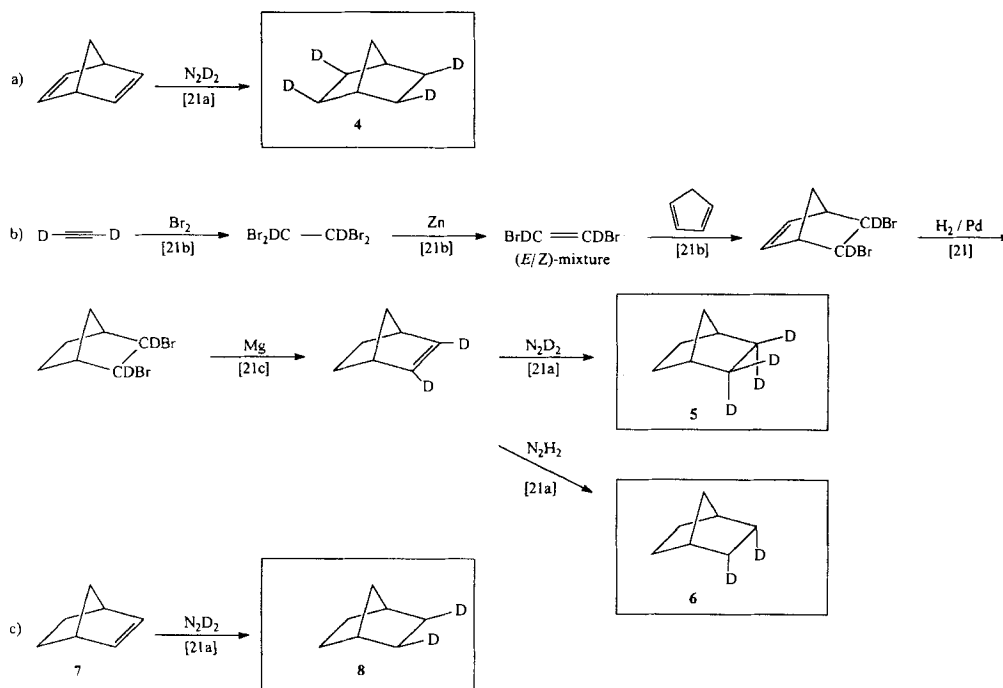 a)
N2D2
[21a]
D
D
D
D
4
b)
D
D
Br2
[21b]
Br2DC — CDBr2
Zn
[21b]
BrDC = CDBr
(E/Z)-mixture
[21b]
CDBr
CDBr
H2 / Pd
[21]
CDBr
CDBr
Mg
[21c]
D
D
N2D2
[21a]
D
D
D
D
5
N2H2
[21a]
D
D
6
c)
7
N2D2
[21a]
D
D
8